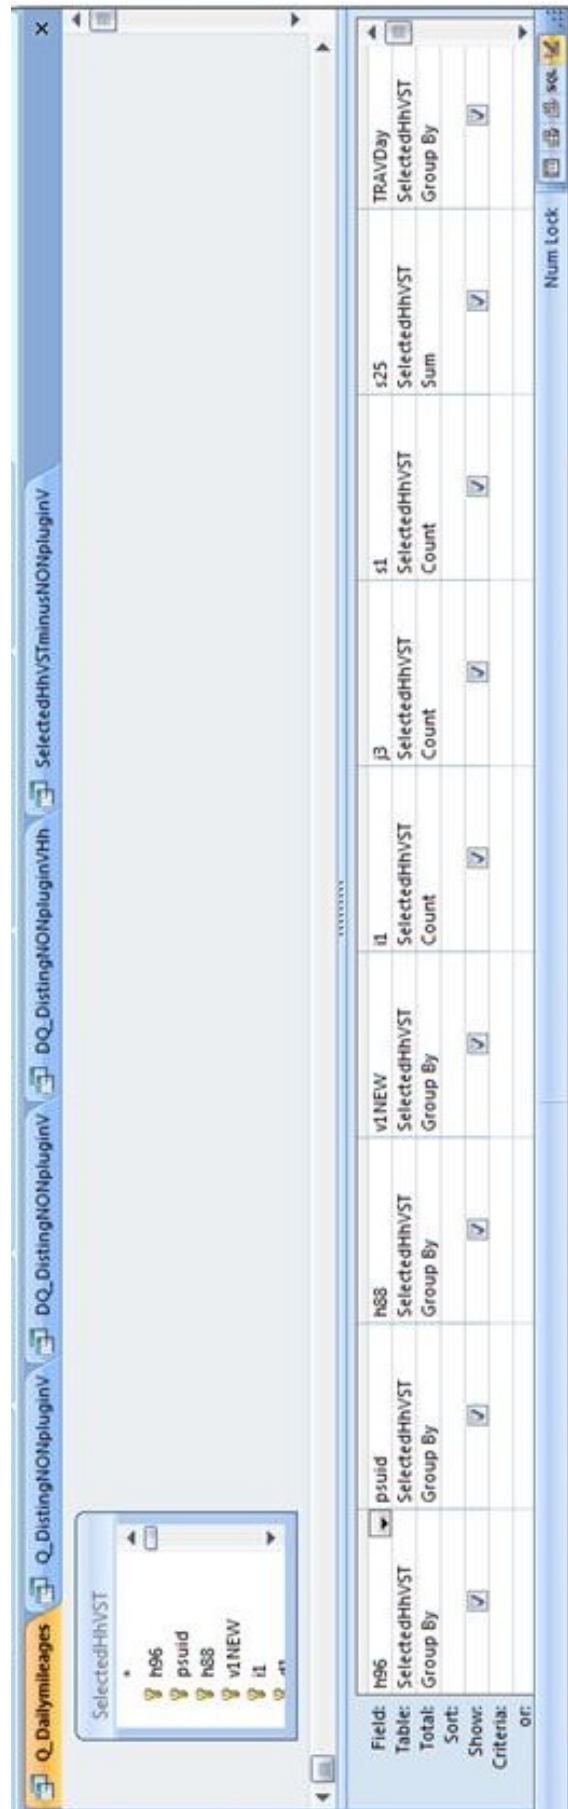 Q_Dailymileages Q_DistingNONpluginV DQ_DistingNONpluginV DQ_DistingNONpluginVHh SelectedHhVSTminusNONpluginV ×
SelectedHhVST
*
h96
psuid
h88
v1NEW
i1
Field: h96 psuid h88 v1NEW i1 j3 s1 s25 TRAVDay
Table: SelectedHhVST SelectedHhVST SelectedHhVST SelectedHhVST SelectedHhVST SelectedHhVST SelectedHhVST SelectedHhVST SelectedHhVST
Total: Group By Group By Group By Group By Count Count Count Sum Group By
Sort:
Show:
Criteria:
or:
Num Lock SQL